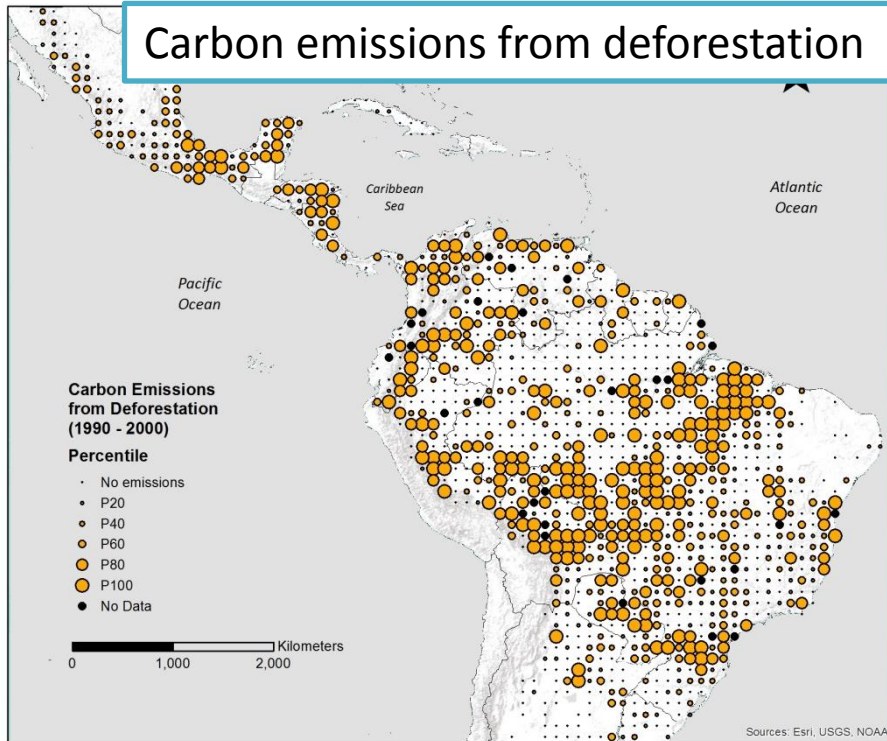 Carbon emissions from deforestation
Caribbean
Sea
Atlantic
Ocean
Pacific
Ocean
Carbon Emissions
from Deforestation
(1990 - 2000)
Percentile
No emissions
P20
P40
P60
P80
P100
No Data
Kilometers
0 1,000 2,000
Sources: Esri, USGS, NOAA